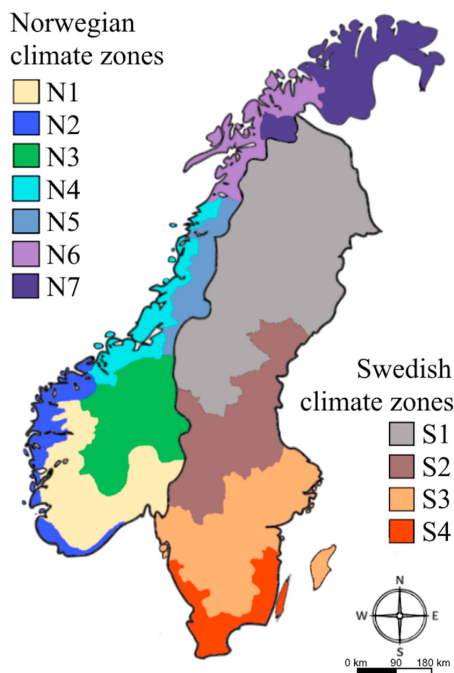 Norwegian
climate zones
N1
N2
N3
N4
N5
N6
N7
Swedish
climate zones
S1
S2
S3
S4
N
W E
S
0 km 90 180 km